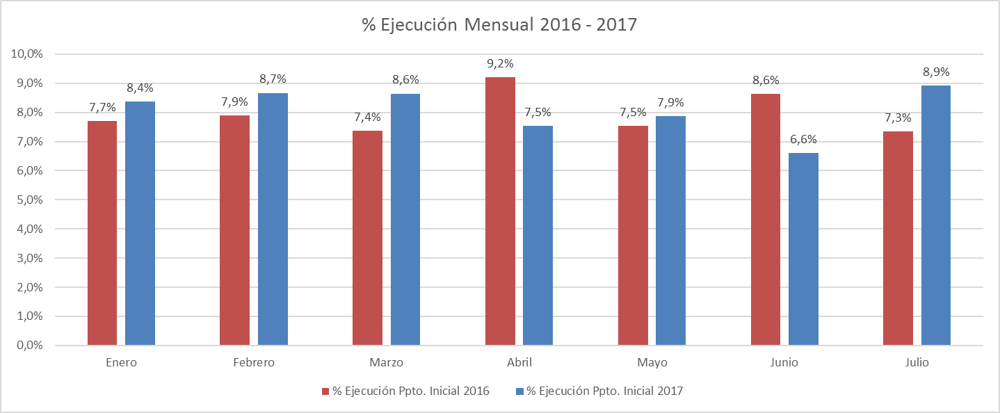 % Ejecución Mensual 2016 - 2017
10,0%
9,0%
8,0%
7,0%
6,0%
5,0%
4,0%
3,0%
2,0%
1,0%
0,0%
7,7%
8,4%
7,9%
8,7%
7,4%
8,6%
9,2%
7,5%
7,5%
7,9%
8,6%
6,6%
7,3%
8,9%
Enero
Febrero
Marzo
Abril
Mayo
Junio
Julio
% Ejecución Ppto. Inicial 2016
% Ejecución Ppto. Inicial 2017